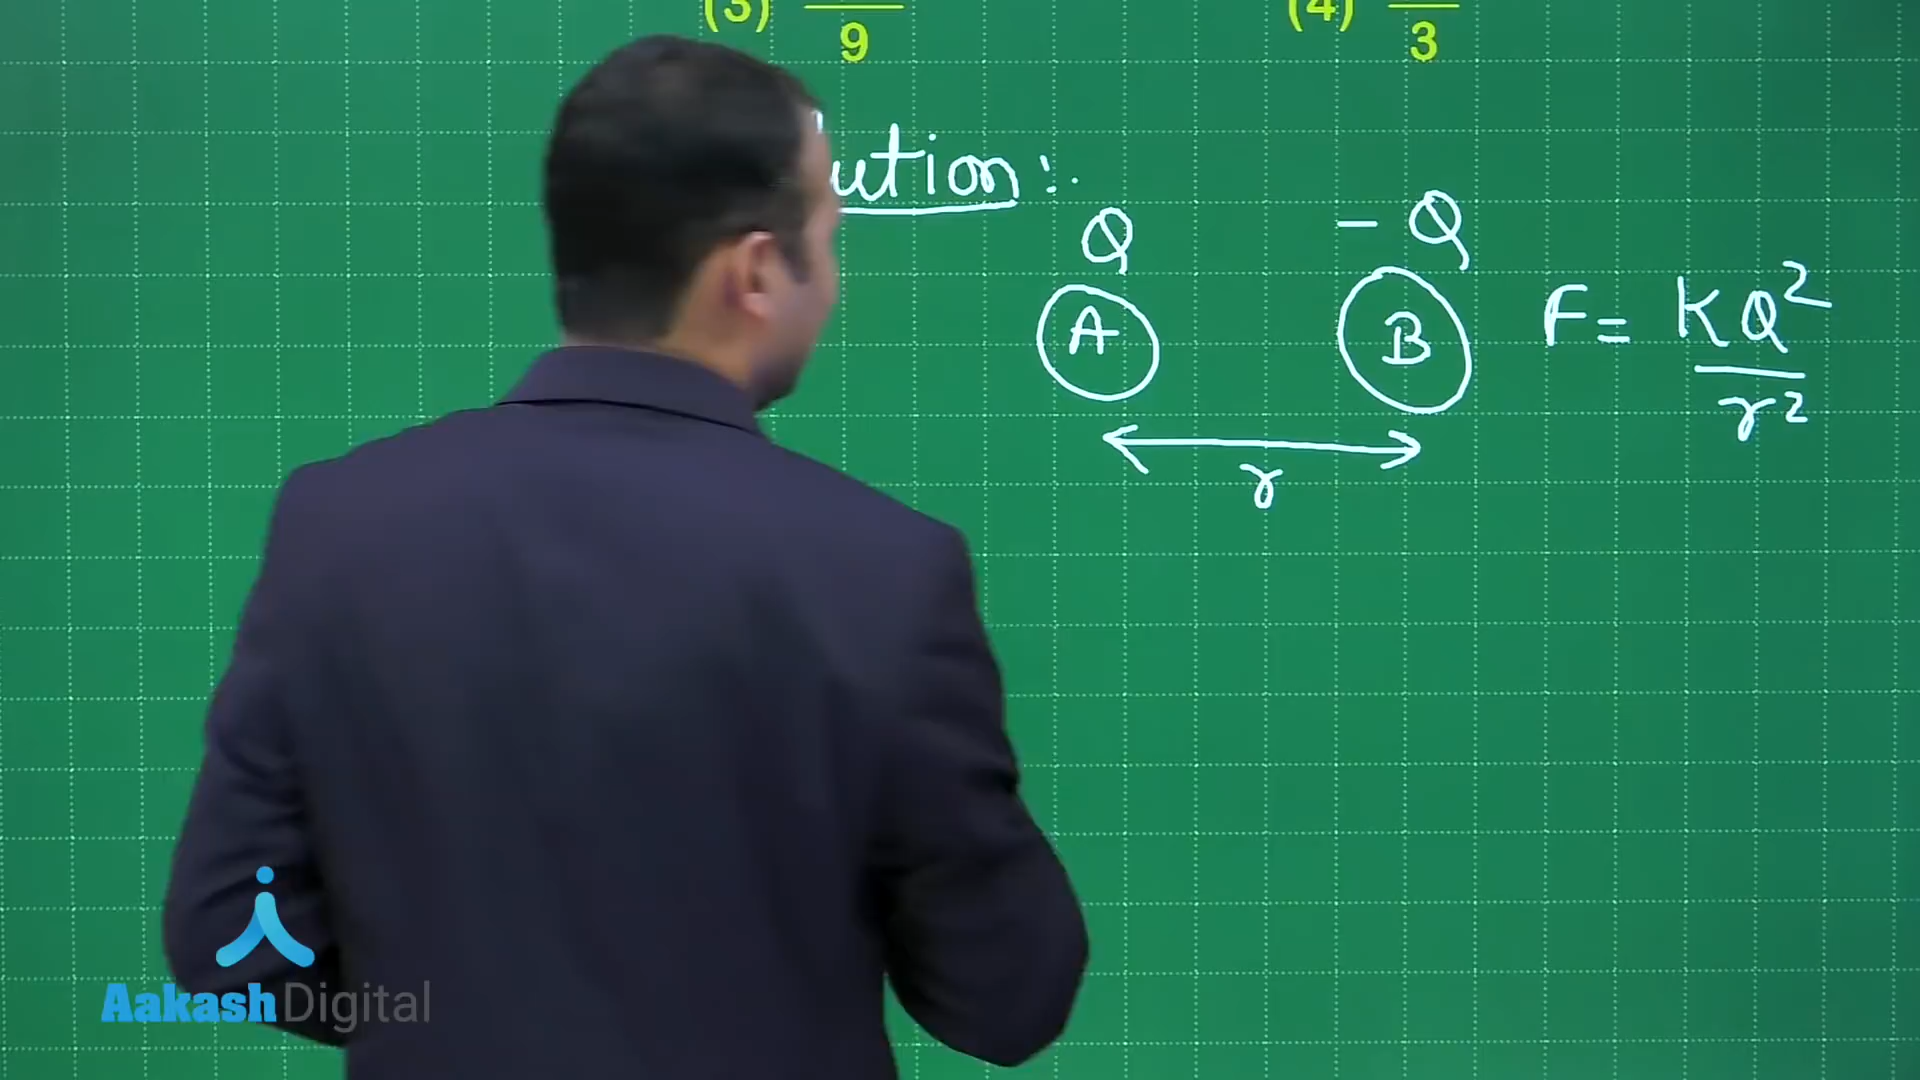 (3) 9
(4) 3
ution :.
Q
- Q
A
B
F = KQ²
r²
r
Aakash Digital